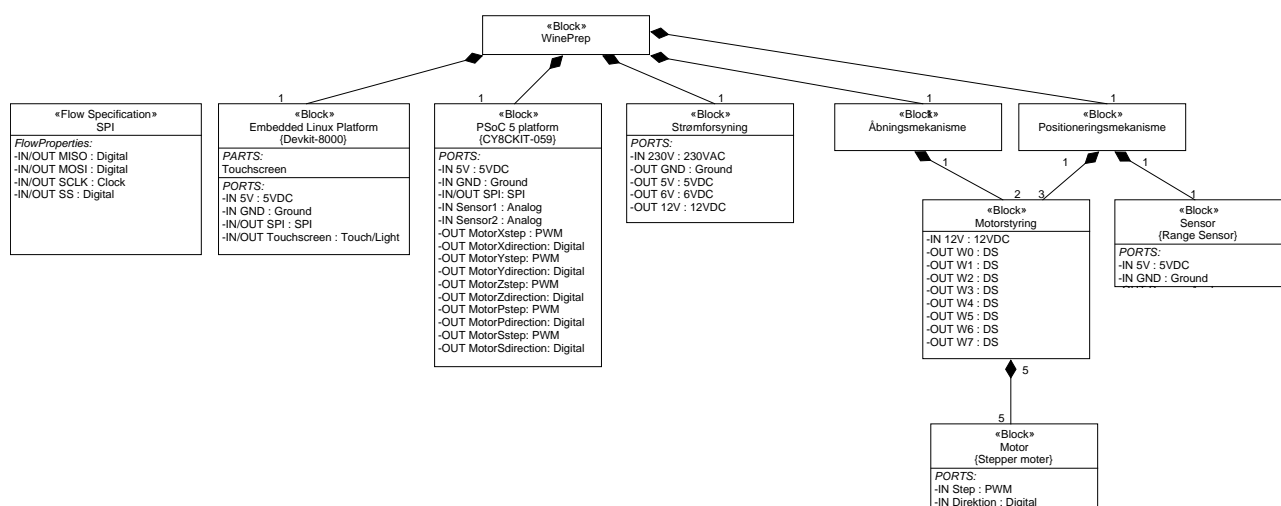 «Block»
WinePrep
1
1
1
1
1
«Flow Specification»
SPI
FlowProperties:
-IN/OUT MISO : Digital
-IN/OUT MOSI : Digital
-IN/OUT SCLK : Clock
-IN/OUT SS : Digital
«Block»
Embedded Linux Platform
{Devkit-8000}
PARTS:
Touchscreen
PORTS:
-IN 5V : 5VDC
-IN GND : Ground
-IN/OUT SPI : SPI
-IN/OUT Touchscreen : Touch/Light
«Block»
PSoC 5 platform
{CY8CKIT-059}
PORTS:
-IN 5V : 5VDC
-IN GND : Ground
-IN/OUT SPI: SPI
-IN Sensor1 : Analog
-IN Sensor2 : Analog
-OUT MotorXstep : PWM
-OUT MotorXdirection: Digital
-OUT MotorYstep: PWM
-OUT MotorYdirection: Digital
-OUT MotorZstep: PWM
-OUT MotorZdirection: Digital
-OUT MotorPstep: PWM
-OUT MotorPdirection: Digital
-OUT MotorSstep: PWM
-OUT MotorSdirection: Digital
«Block»
Strømforsyning
PORTS:
-IN 230V : 230VAC
-OUT GND : Ground
-OUT 5V : 5VDC
-OUT 6V : 6VDC
-OUT 12V : 12VDC
«Block»
1
Åbningsmekanisme
«Block»
Positioneringsmekanisme
1
1
1
2
3
1
«Block»
Motorstyring
-IN 12V : 12VDC
-OUT W0 : DS
-OUT W1 : DS
-OUT W2 : DS
-OUT W3 : DS
-OUT W4 : DS
-OUT W5 : DS
-OUT W6 : DS
-OUT W7 : DS
«Block»
Sensor
{Range Sensor}
PORTS:
-IN 5V : 5VDC
-IN GND : Ground
5
5
«Block»
Motor
{Stepper moter}
PORTS:
-IN Step : PWM
-IN Direktion : Digital